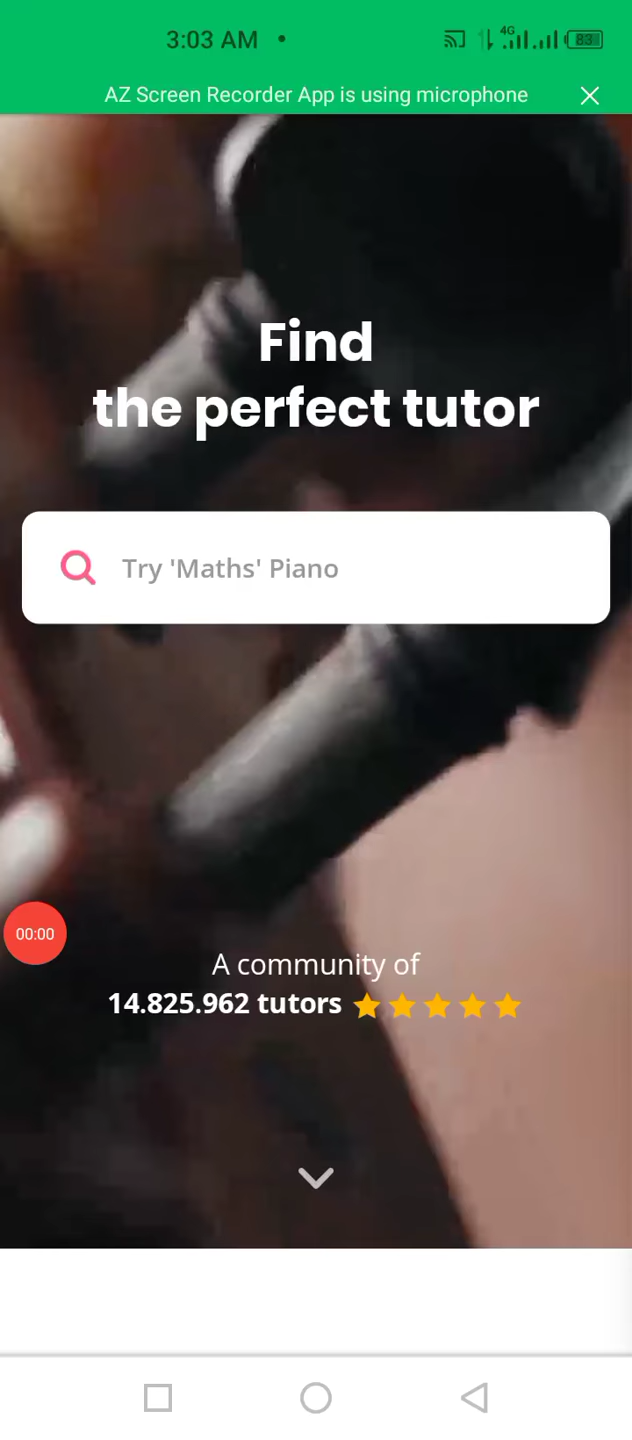 3:03 AM
4G
83
AZ Screen Recorder App is using microphone
Find
the perfect tutor
Try 'Maths' Piano
00:00
A community of
14.825.962 tutors